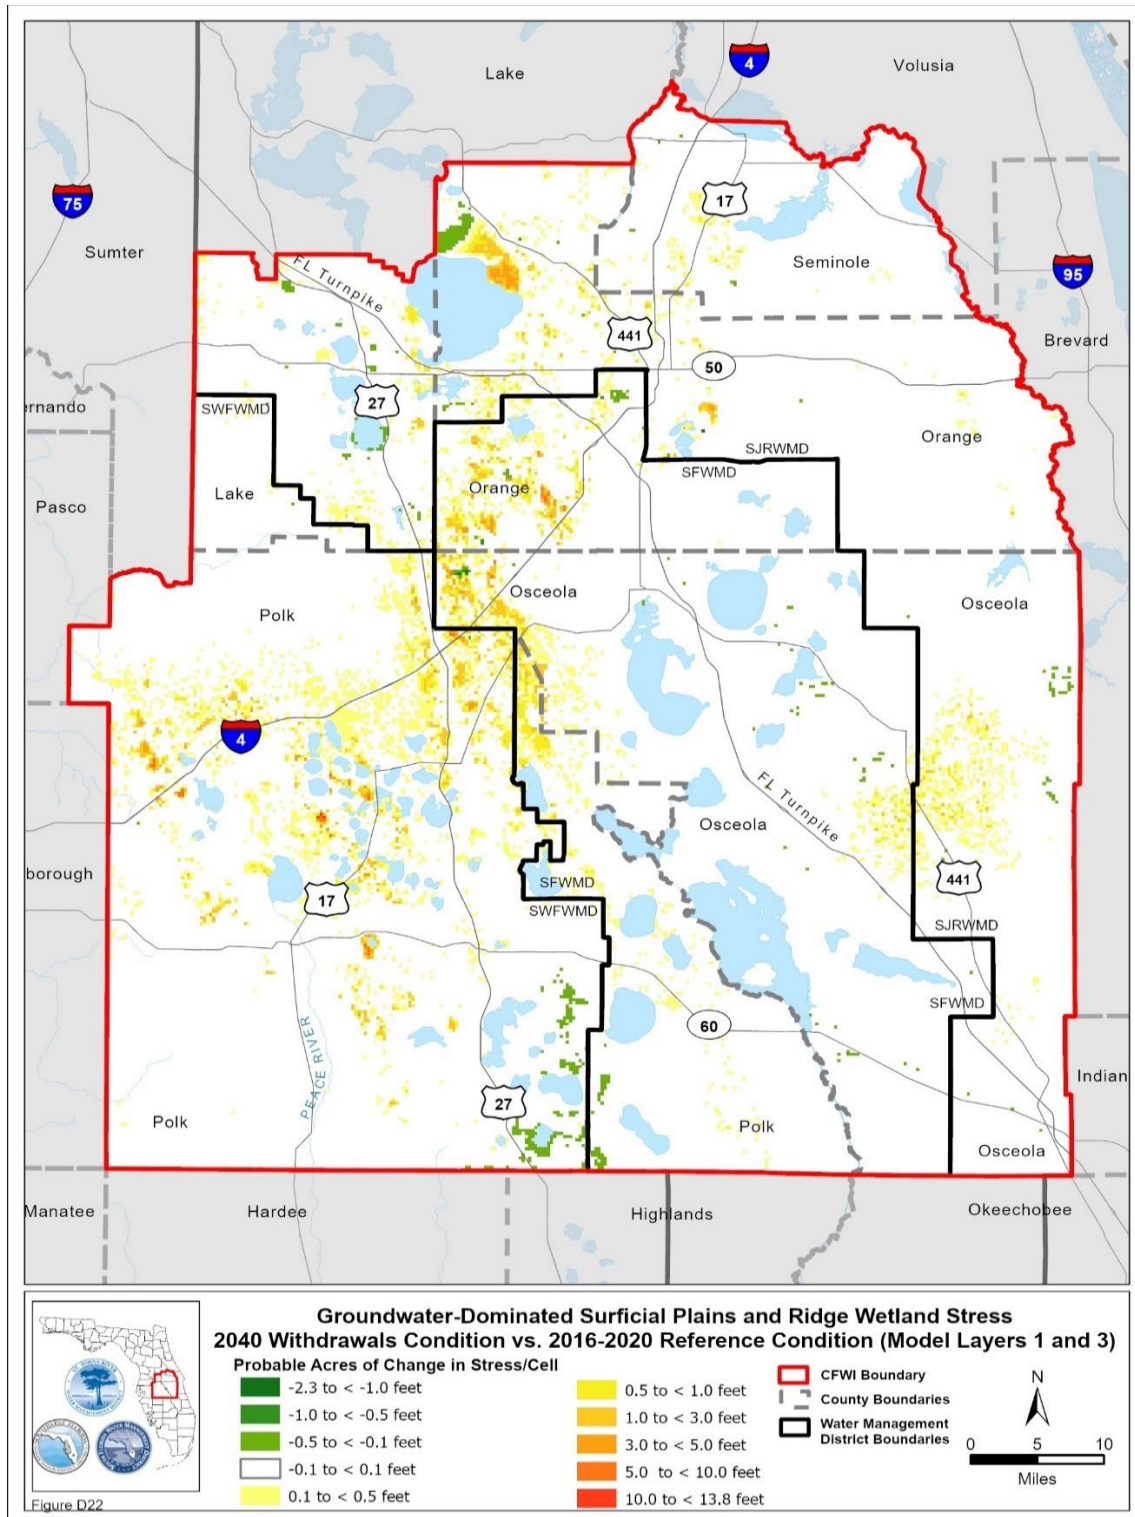 Lake
4
Volusia
75
17
Sumter
FL Turnpike
Seminole
95
441
Brevard
50
27
ernando
SWFWMD
SJRWMD
Orange
SFWMD
Lake
Orange
Pasco
Osceola
Osceola
Polk
4
FL Turnpike
Osceola
borough
441
SFWMD
17
SWFWMD
SJRWMD
SFWMD
60
PEACE RIVER
Indian
27
Polk
Polk
Osceola
Manatee
Hardee
Highlands
Okeechobee
Groundwater-Dominated Surficial Plains and Ridge Wetland Stress
2040 Withdrawals Condition vs. 2016-2020 Reference Condition (Model Layers 1 and 3)
Probable Acres of Change in Stress/Cell
-2.3 to < -1.0 feet
-1.0 to < -0.5 feet
-0.5 to < -0.1 feet
-0.1 to < 0.1 feet
0.1 to < 0.5 feet
0.5 to < 1.0 feet
1.0 to < 3.0 feet
3.0 to < 5.0 feet
5.0 to < 10.0 feet
10.0 to < 13.8 feet
CFWI Boundary
County Boundaries
Water Management
District Boundaries
N
0 5 10
Miles
Figure D22